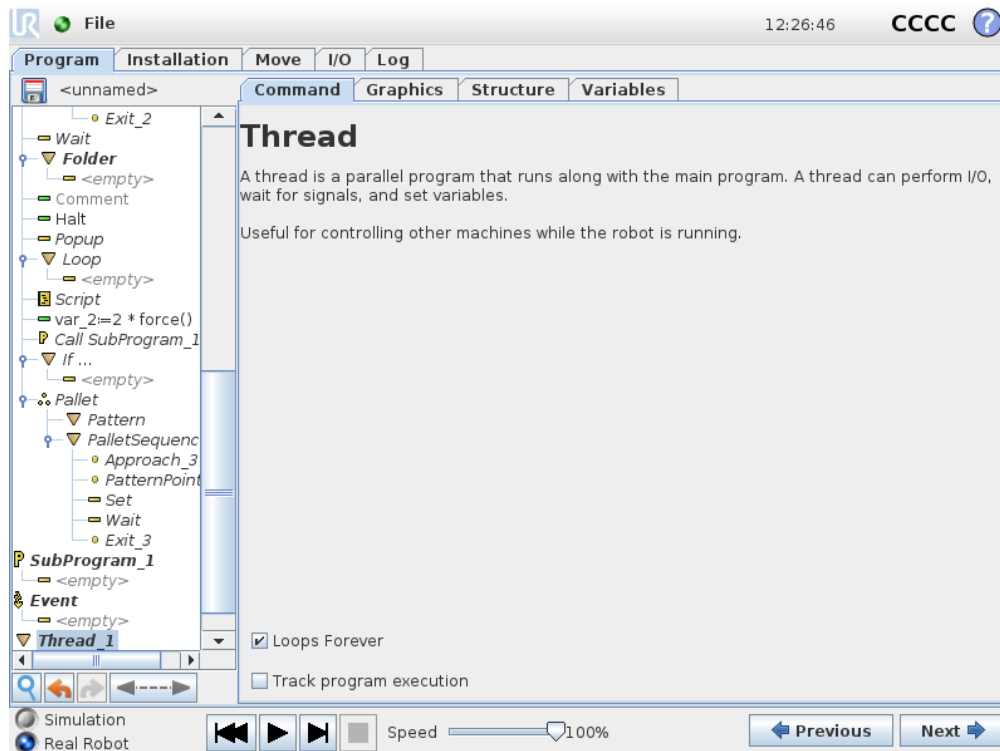 UR File 12:26:46 CCCC ?
Program Installation Move I/O Log
<unnamed>
Command Graphics Structure Variables
Exit_2
Wait
Folder
<empty>
Comment
Halt
Popup
Loop
<empty>
Script
var_2:=2 * force()
P Call SubProgram_1
If ...
<empty>
Pallet
Pattern
PalletSequenc
Approach_3
PatternPoint
Set
Wait
Exit_3
P SubProgram_1
<empty>
Event
<empty>
Thread_1
Thread
A thread is a parallel program that runs along with the main program. A thread can perform I/O,
wait for signals, and set variables.
Useful for controlling other machines while the robot is running.
Loops Forever
Track program execution
Simulation
Real Robot
Speed 100%
Previous Next